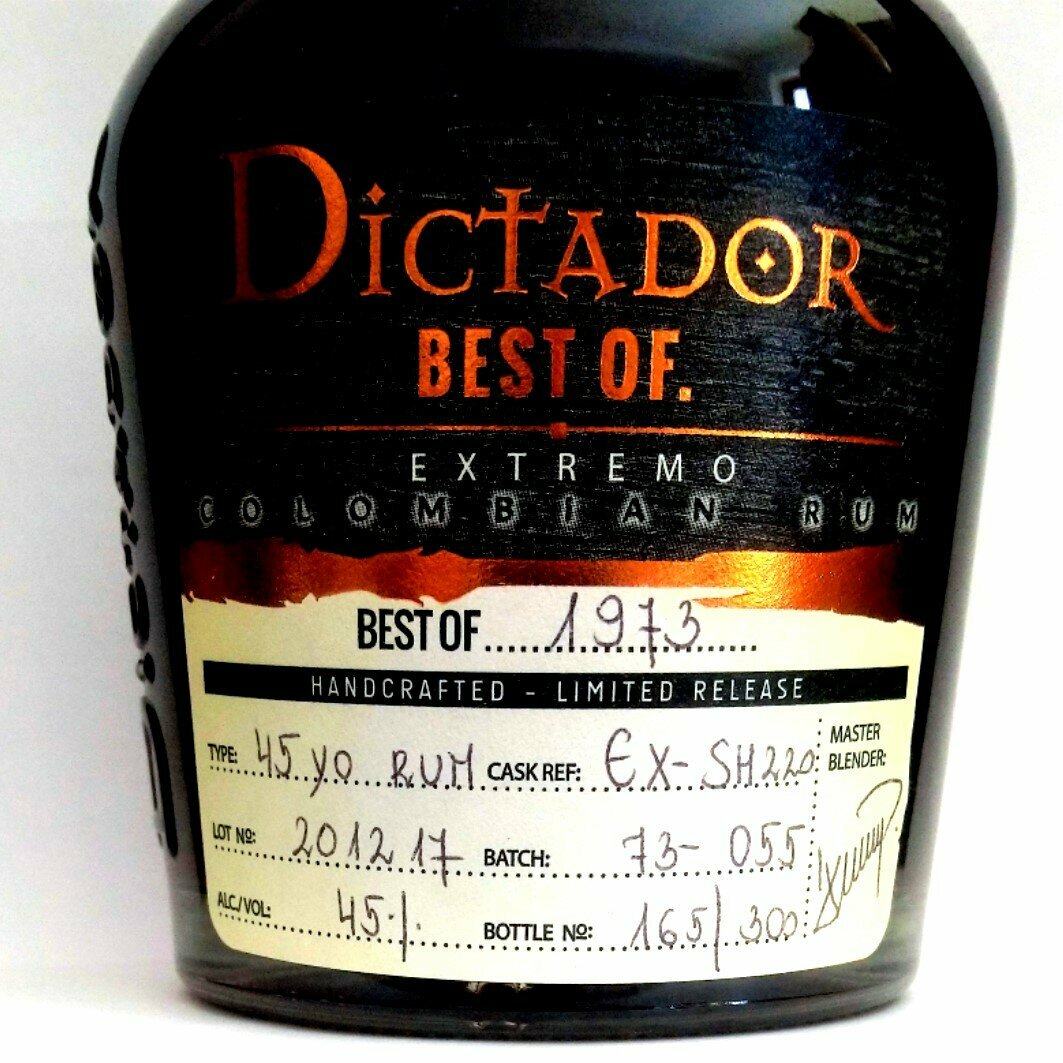 DICTADOR
BEST OF.
EXTREMO
COLOMBIAN RUM
BEST OF 1973
HANDCRAFTED - LIMITED RELEASE
TYPE: 45 YO RUM CASK REF: EX-SH220
MASTER BLENDER:
LOT Nº: 201217 BATCH: 73-055
ALC/VOL: 45·/. BOTTLE Nº: 165/300